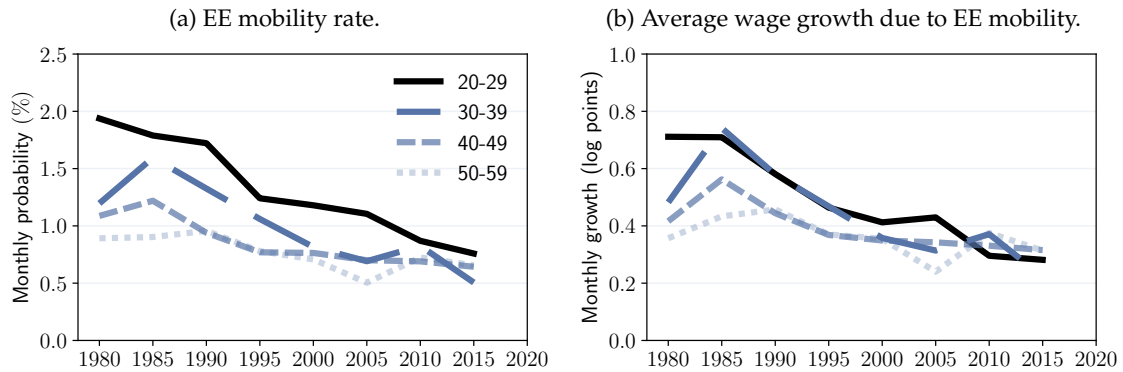 (a) EE mobility rate.
Monthly probability (%)
2.5
2.0
1.5
1.0
0.5
0.0
1980 1985 1990 1995 2000 2005 2010 2015 2020
20-29
30-39
40-49
50-59
(b) Average wage growth due to EE mobility.
Monthly growth (log points)
1.0
0.8
0.6
0.4
0.2
0.0
1980 1985 1990 1995 2000 2005 2010 2015 2020